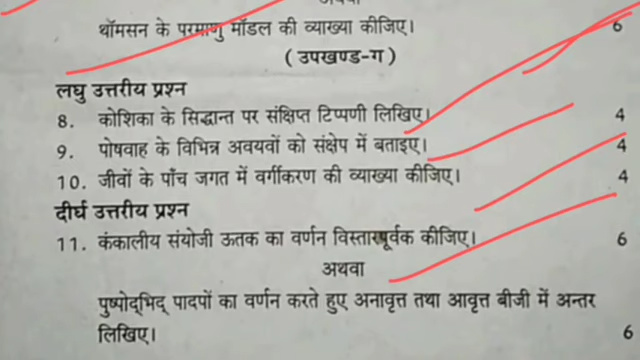 थॉमसन के परमाणु मॉडल की व्याख्या कीजिए। 6
(उपखण्ड-ग)
लघु उत्तरीय प्रश्न
8. कोशिका के सिद्धान्त पर संक्षिप्त टिप्पणी लिखिए। 4
9. पोषवाह के विभिन्न अवयवों को संक्षेप में बताइए। 4
10. जीवों के पाँच जगत में वर्गीकरण की व्याख्या कीजिए। 4
दीर्घ उत्तरीय प्रश्न
11. कंकालीय संयोजी ऊतक का वर्णन विस्तारपूर्वक कीजिए। 6
अथवा
पुष्पोद्‌भिद् पादपों का वर्णन करते हुए अनावृत्त तथा आवृत्त बीजी में अन्तर
लिखिए। 6